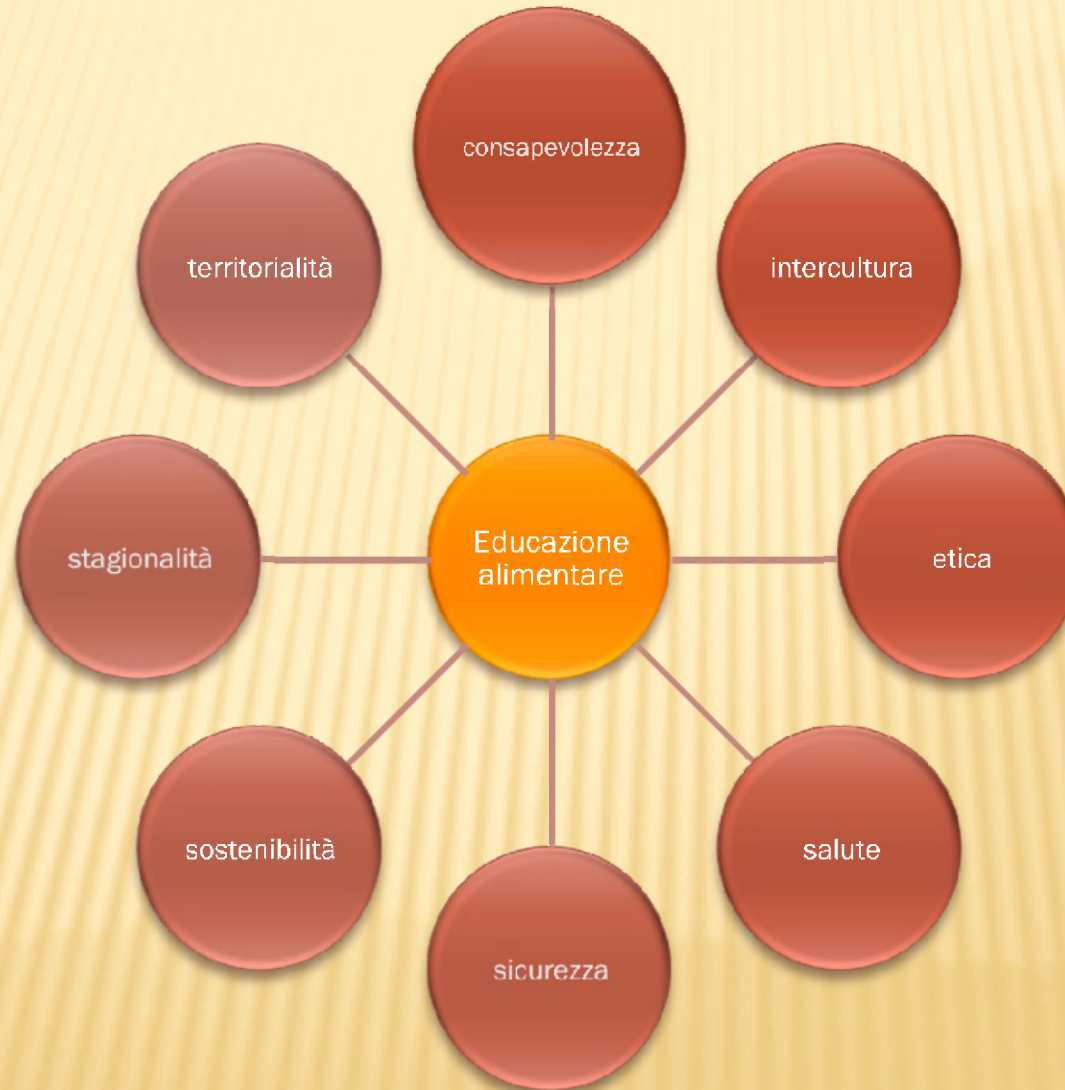 consapevolezza
territorialità
intercultura
stagionalità
Educazione
alimentare
etica
sostenibilità
salute
sicurezza